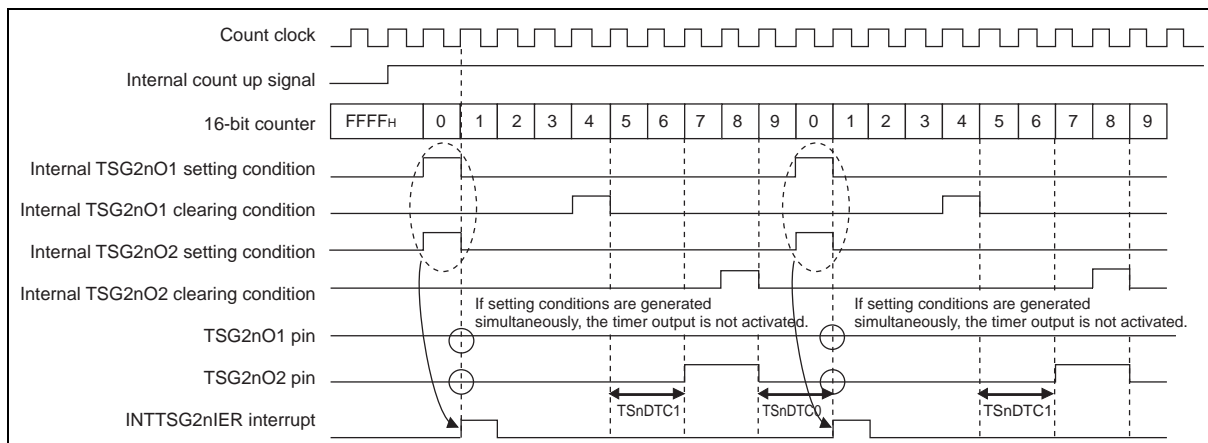 Count clock
Internal count up signal
16-bit counter FFFFH 0 1 2 3 4 5 6 7 8 9 0 1 2 3 4 5 6 7 8 9
Internal TSG2nO1 setting condition
Internal TSG2nO1 clearing condition
Internal TSG2nO2 setting condition
Internal TSG2nO2 clearing condition
If setting conditions are generated
simultaneously, the timer output is not activated.
If setting conditions are generated
simultaneously, the timer output is not activated.
TSG2nO1 pin
TSG2nO2 pin
TSnDTC1 TSnDTC0 TSnDTC1
INTTSG2nIER interrupt